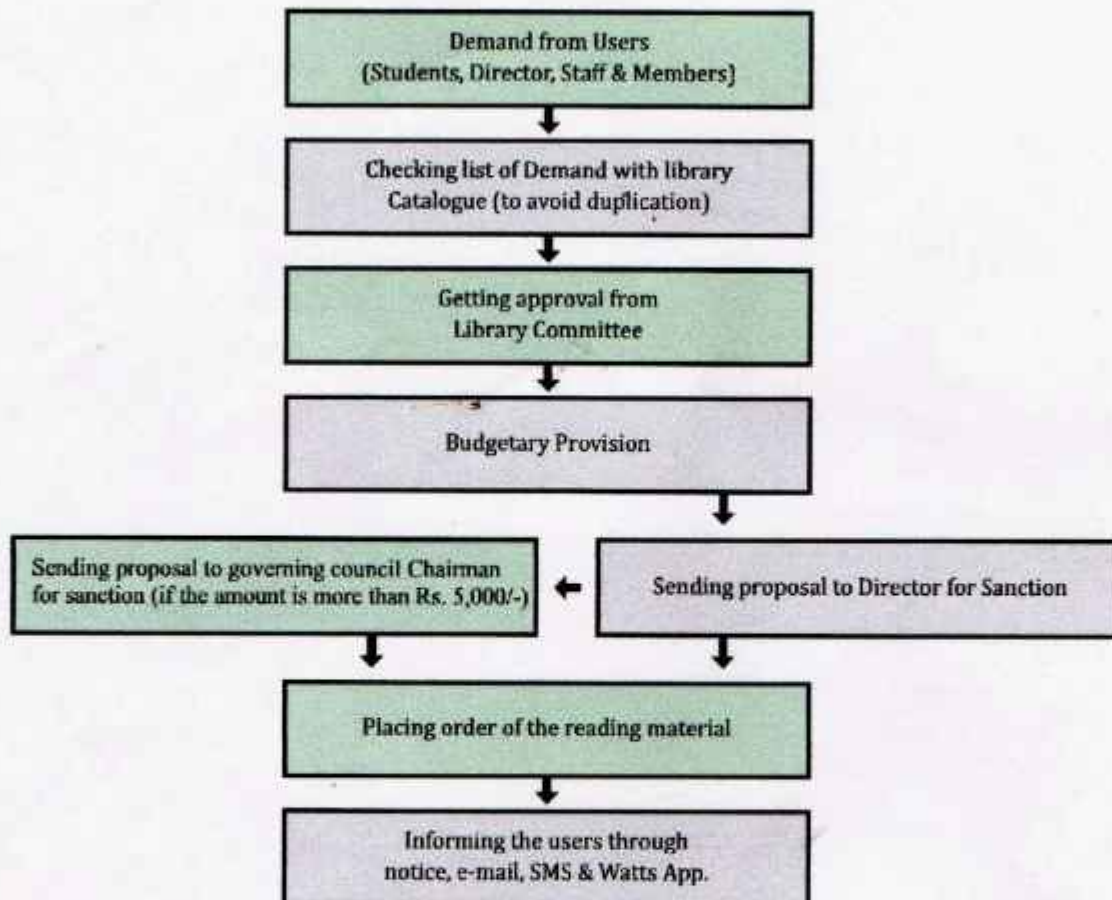 Demand from Users
(Students, Director, Staff & Members)
Checking list of Demand with library
Catalogue (to avoid duplication)
Getting approval from
Library Committee
Budgetary Provision
Sending proposal to governing council Chairman
for sanction (if the amount is more than Rs. 5,000/-)
Sending proposal to Director for Sanction
Placing order of the reading material
Informing the users through
notice, e-mail, SMS & Watts App.